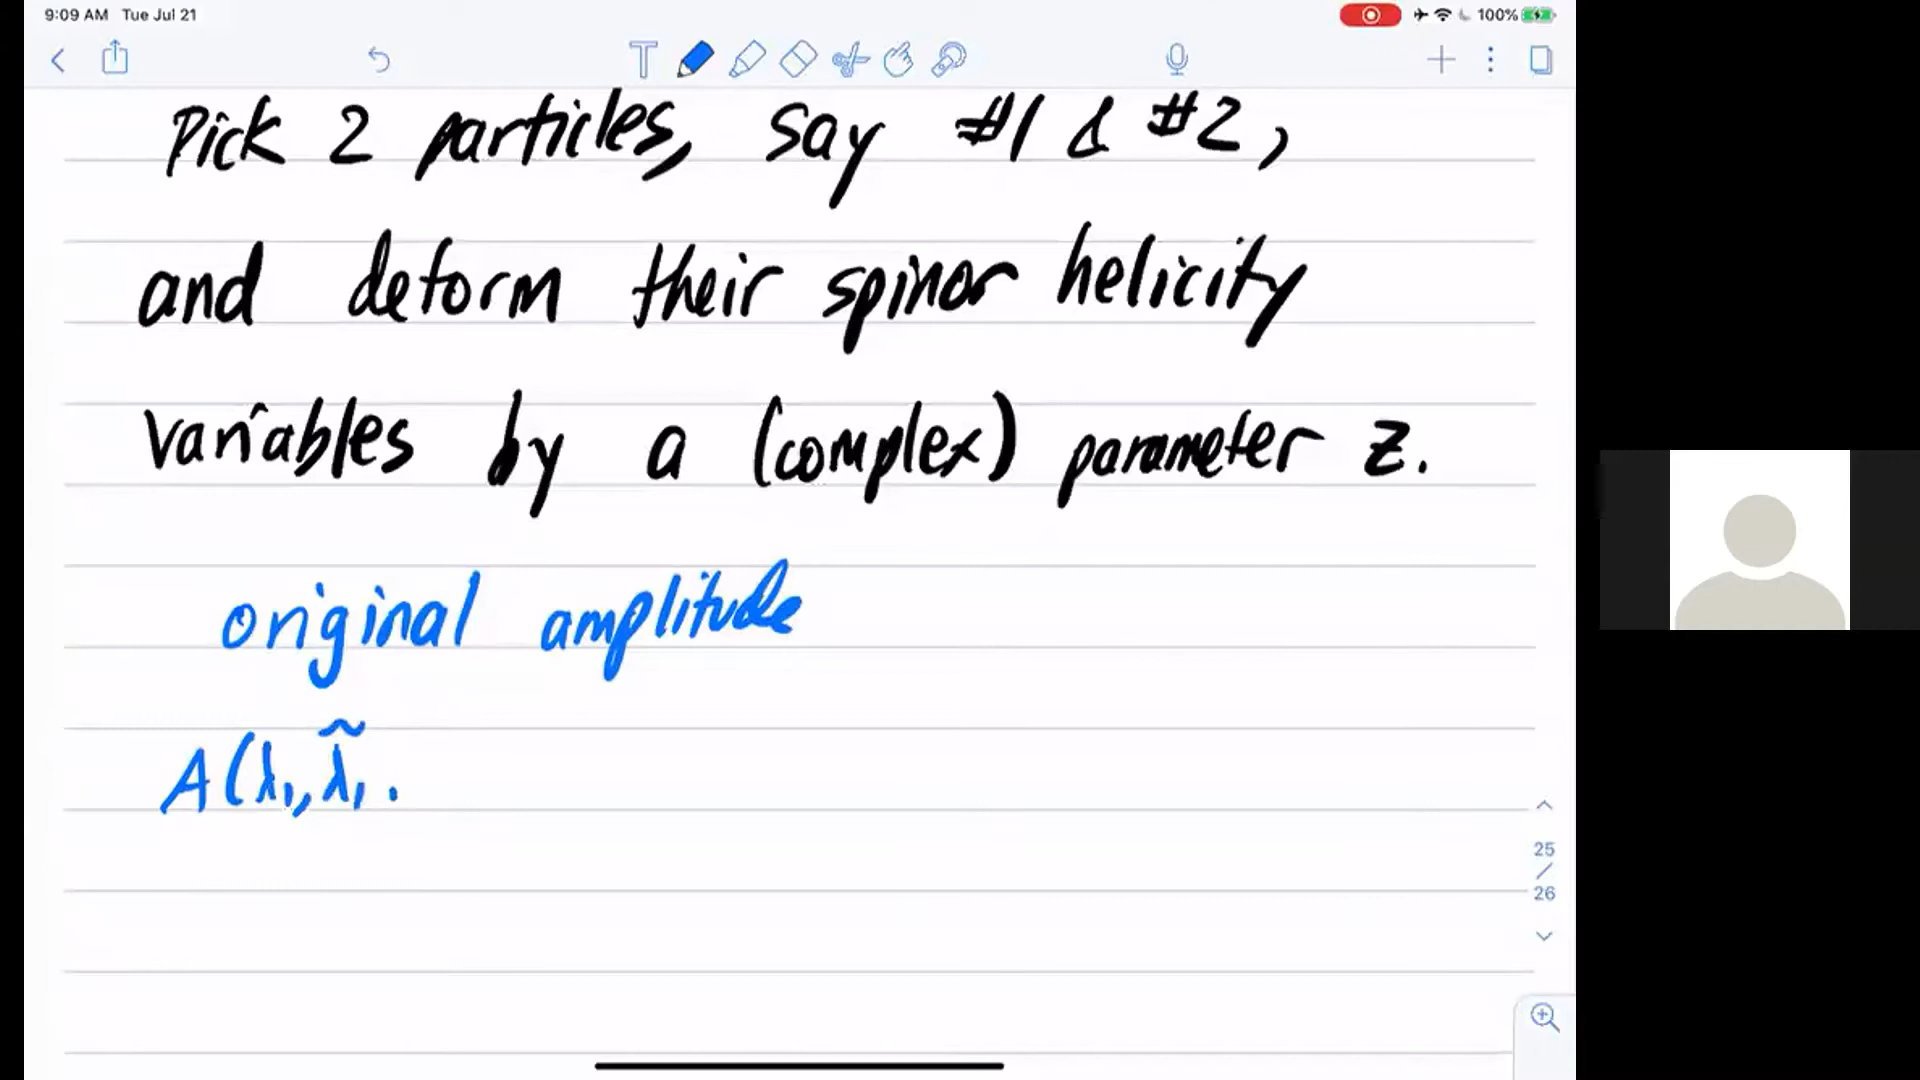 9:09 AM Tue Jul 21
100%
Pick 2 particles, say #1 & #2,
and deform their spinor helicity
variables by a (complex) parameter z.
original amplitude
A(λ₁, λ̃₁ .
25
/
26